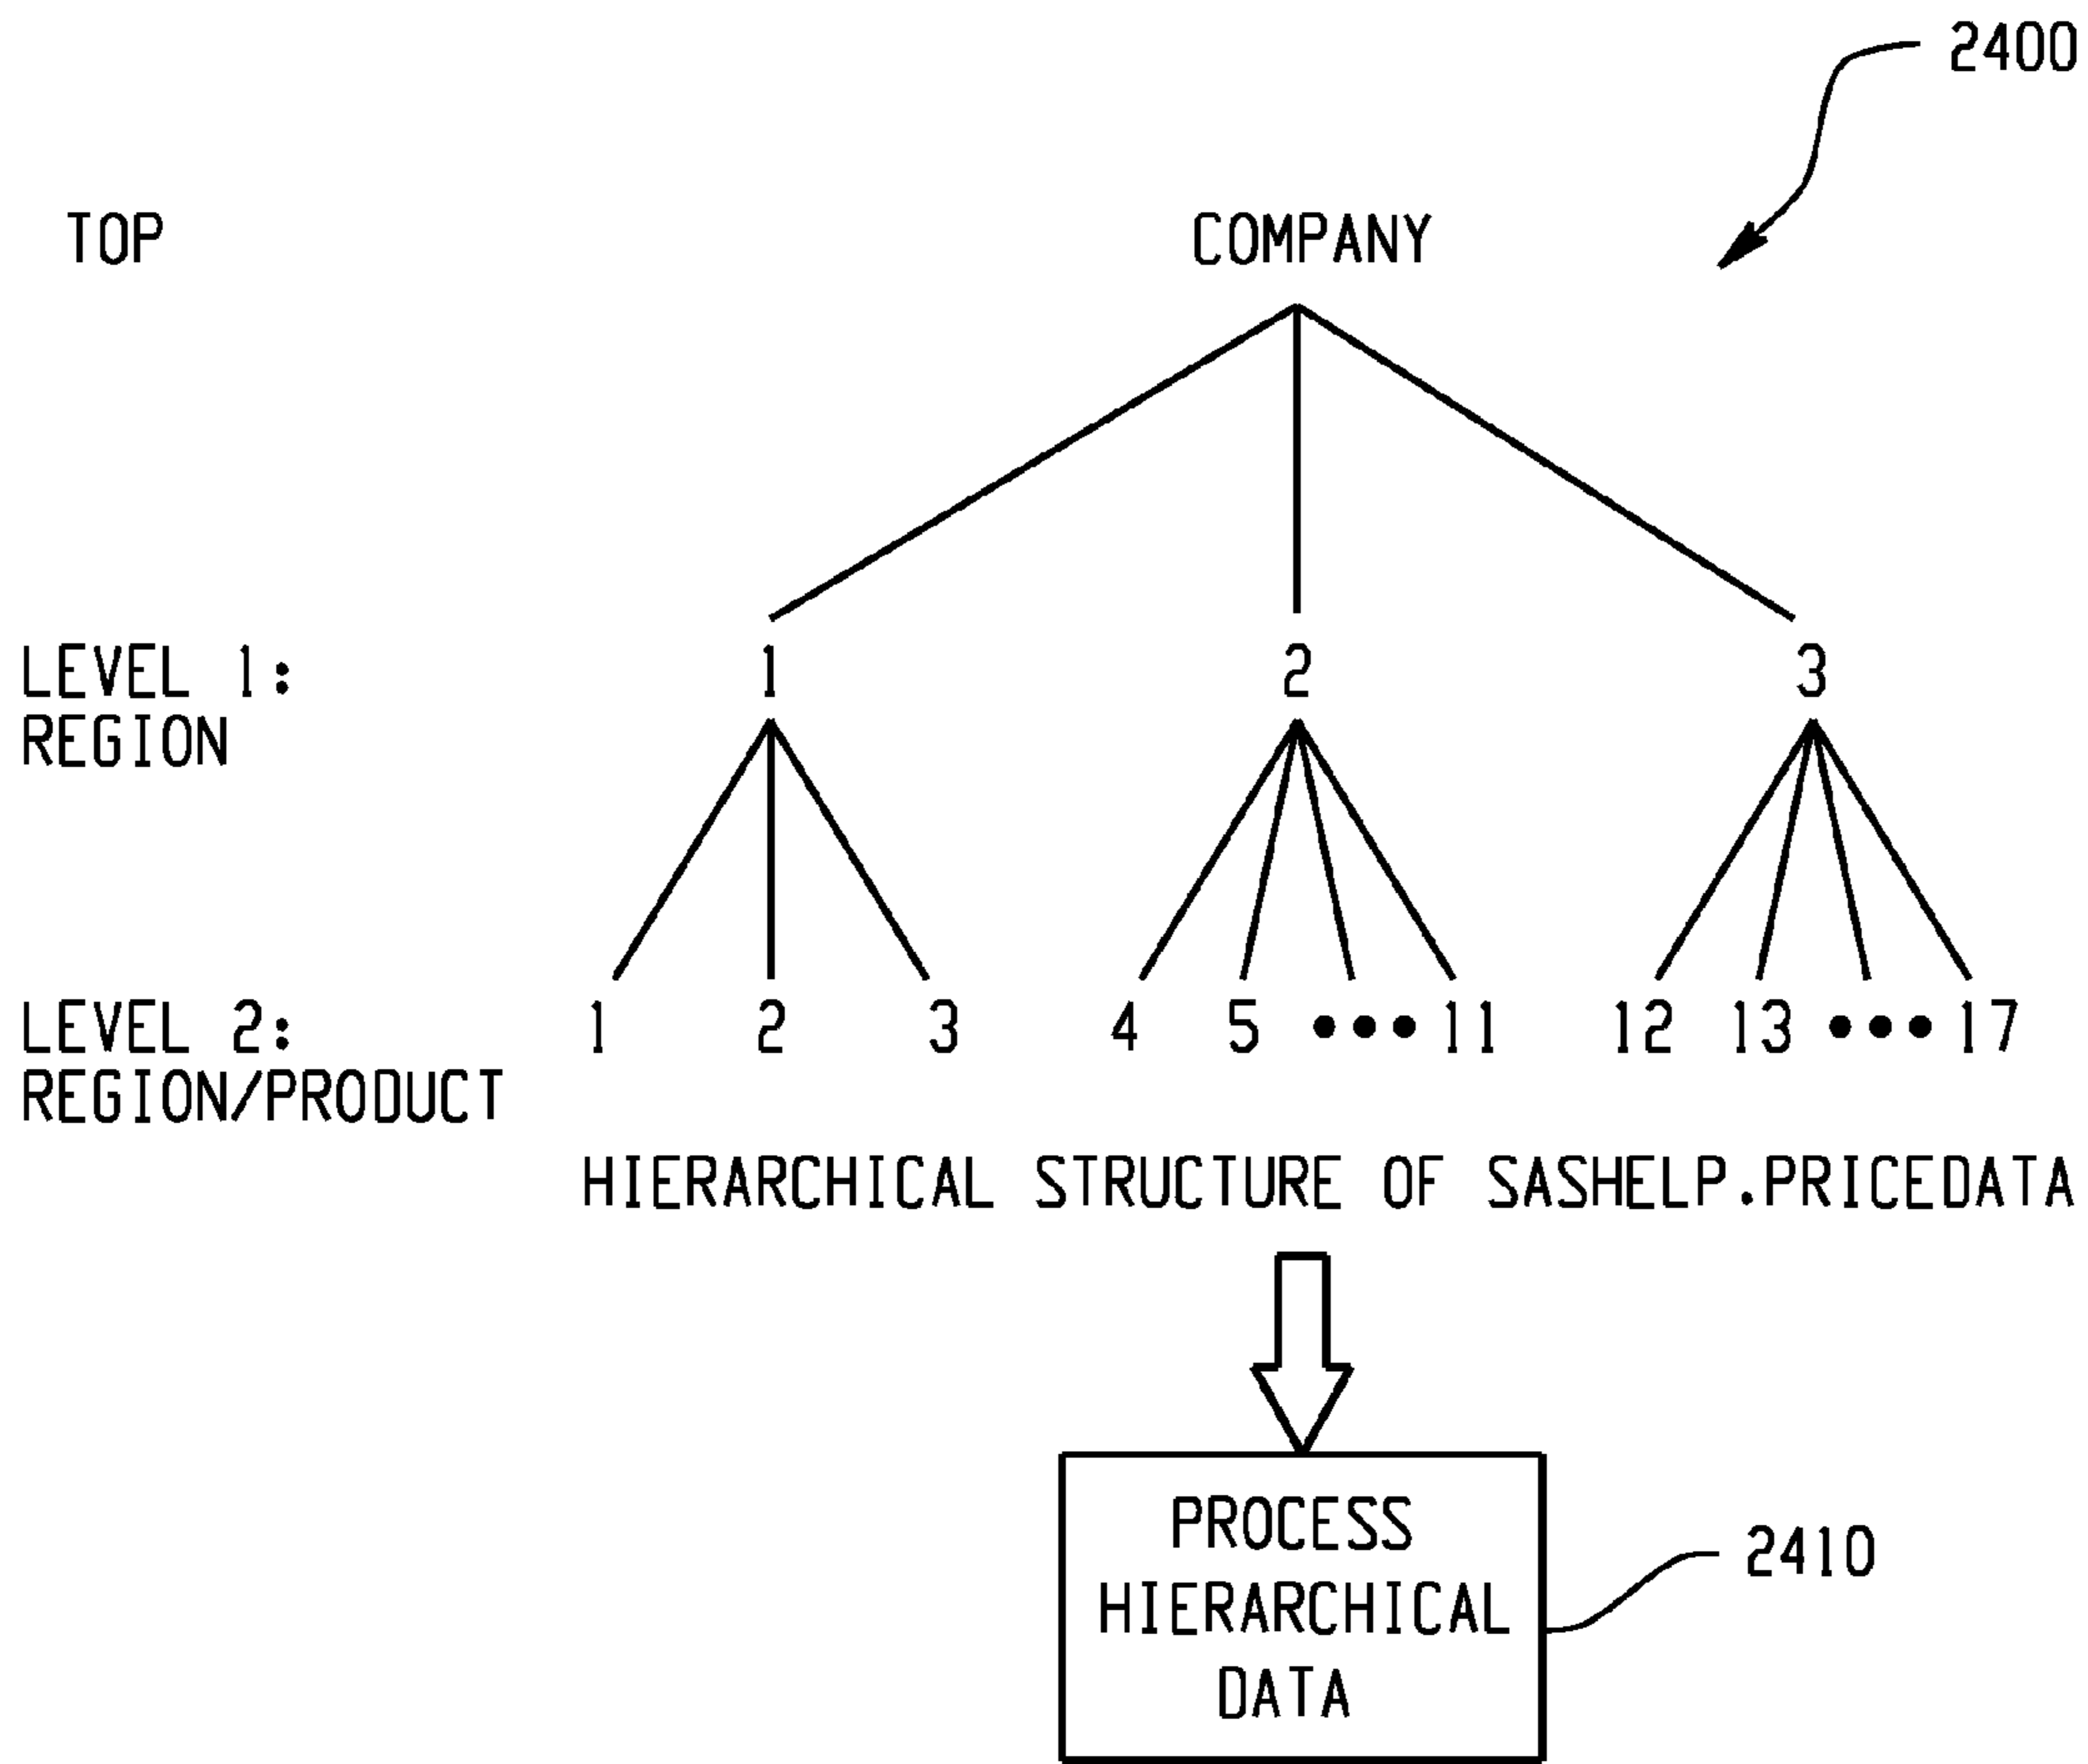 2400
TOP COMPANY
LEVEL 1: 1 2 3
REGION
LEVEL 2: 1 2 3 4 5 ●●● 11 12 13 ●●● 17
REGION/PRODUCT
HIERARCHICAL STRUCTURE OF SASHELP.PRICEDATA
PROCESS
HIERARCHICAL
DATA
2410